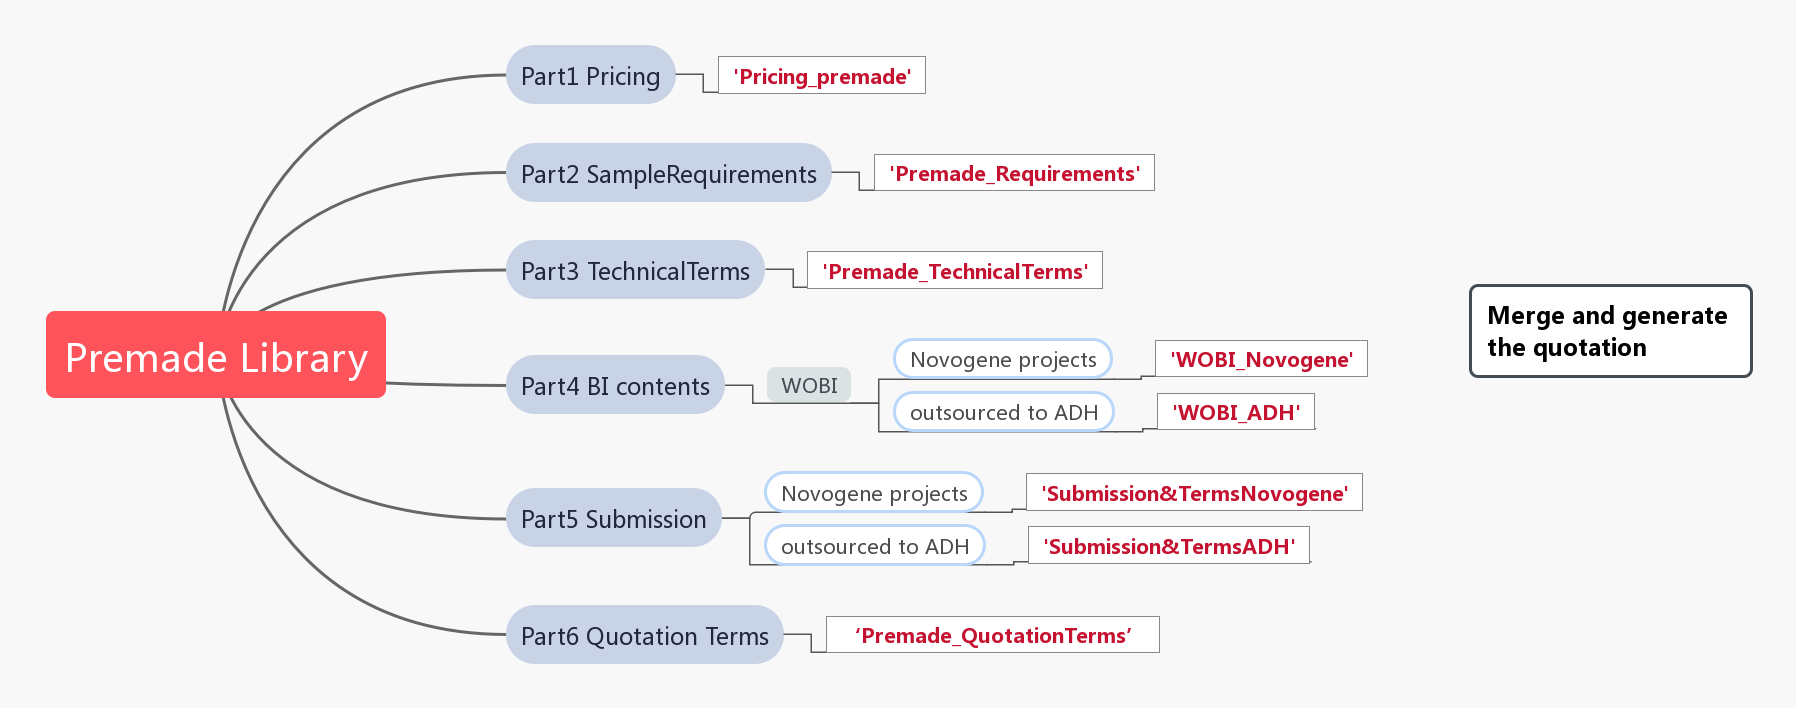 Premade Library
Part1 Pricing
'Pricing_premade'
Part2 SampleRequirements
'Premade_Requirements'
Part3 TechnicalTerms
'Premade_TechnicalTerms'
Part4 BI contents
WOBI
Novogene projects
'WOBI_Novogene'
outsourced to ADH
'WOBI_ADH'
Part5 Submission
Novogene projects
'Submission&TermsNovogene'
outsourced to ADH
'Submission&TermsADH'
Part6 Quotation Terms
‘Premade_QuotationTerms’
Merge and generate
the quotation